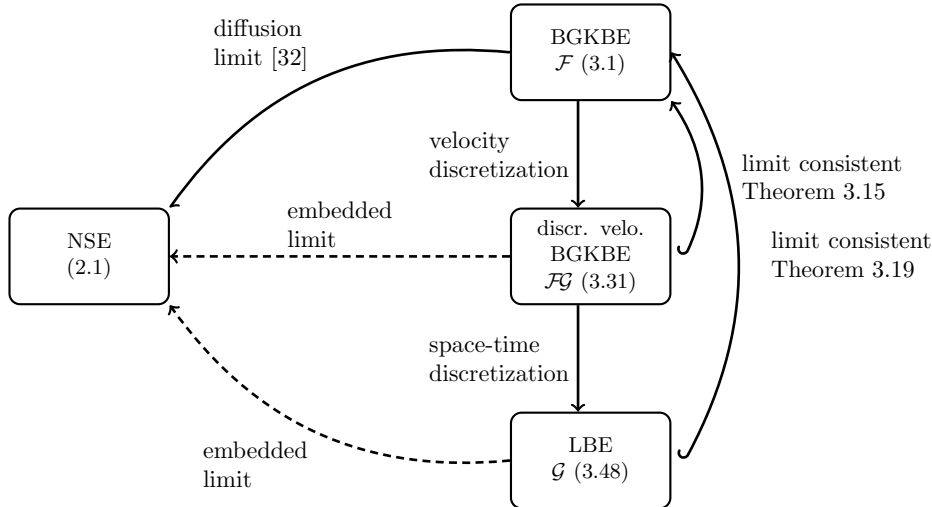 diffusion
limit [32]
BGKBE
ℱ (3.1)
velocity
discretization
limit consistent
Theorem 3.15
embedded
limit
NSE
(2.1)
discr. velo.
BGKBE
ℱ𝒢 (3.31)
limit consistent
Theorem 3.19
space-time
discretization
embedded
limit
LBE
𝒢 (3.48)